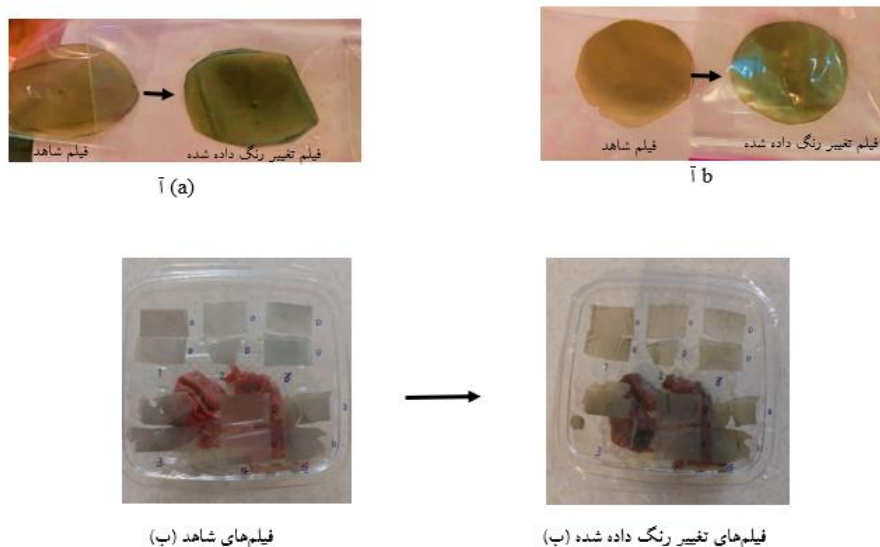 فیلم شاهد
فیلم تغییر رنگ داده شده
آ (a)
فیلم شاهد
فیلم تغییر رنگ داده شده
آ b
فیلم‌های شاهد (ب)
فیلم‌های تغییر رنگ داده شده (ب)